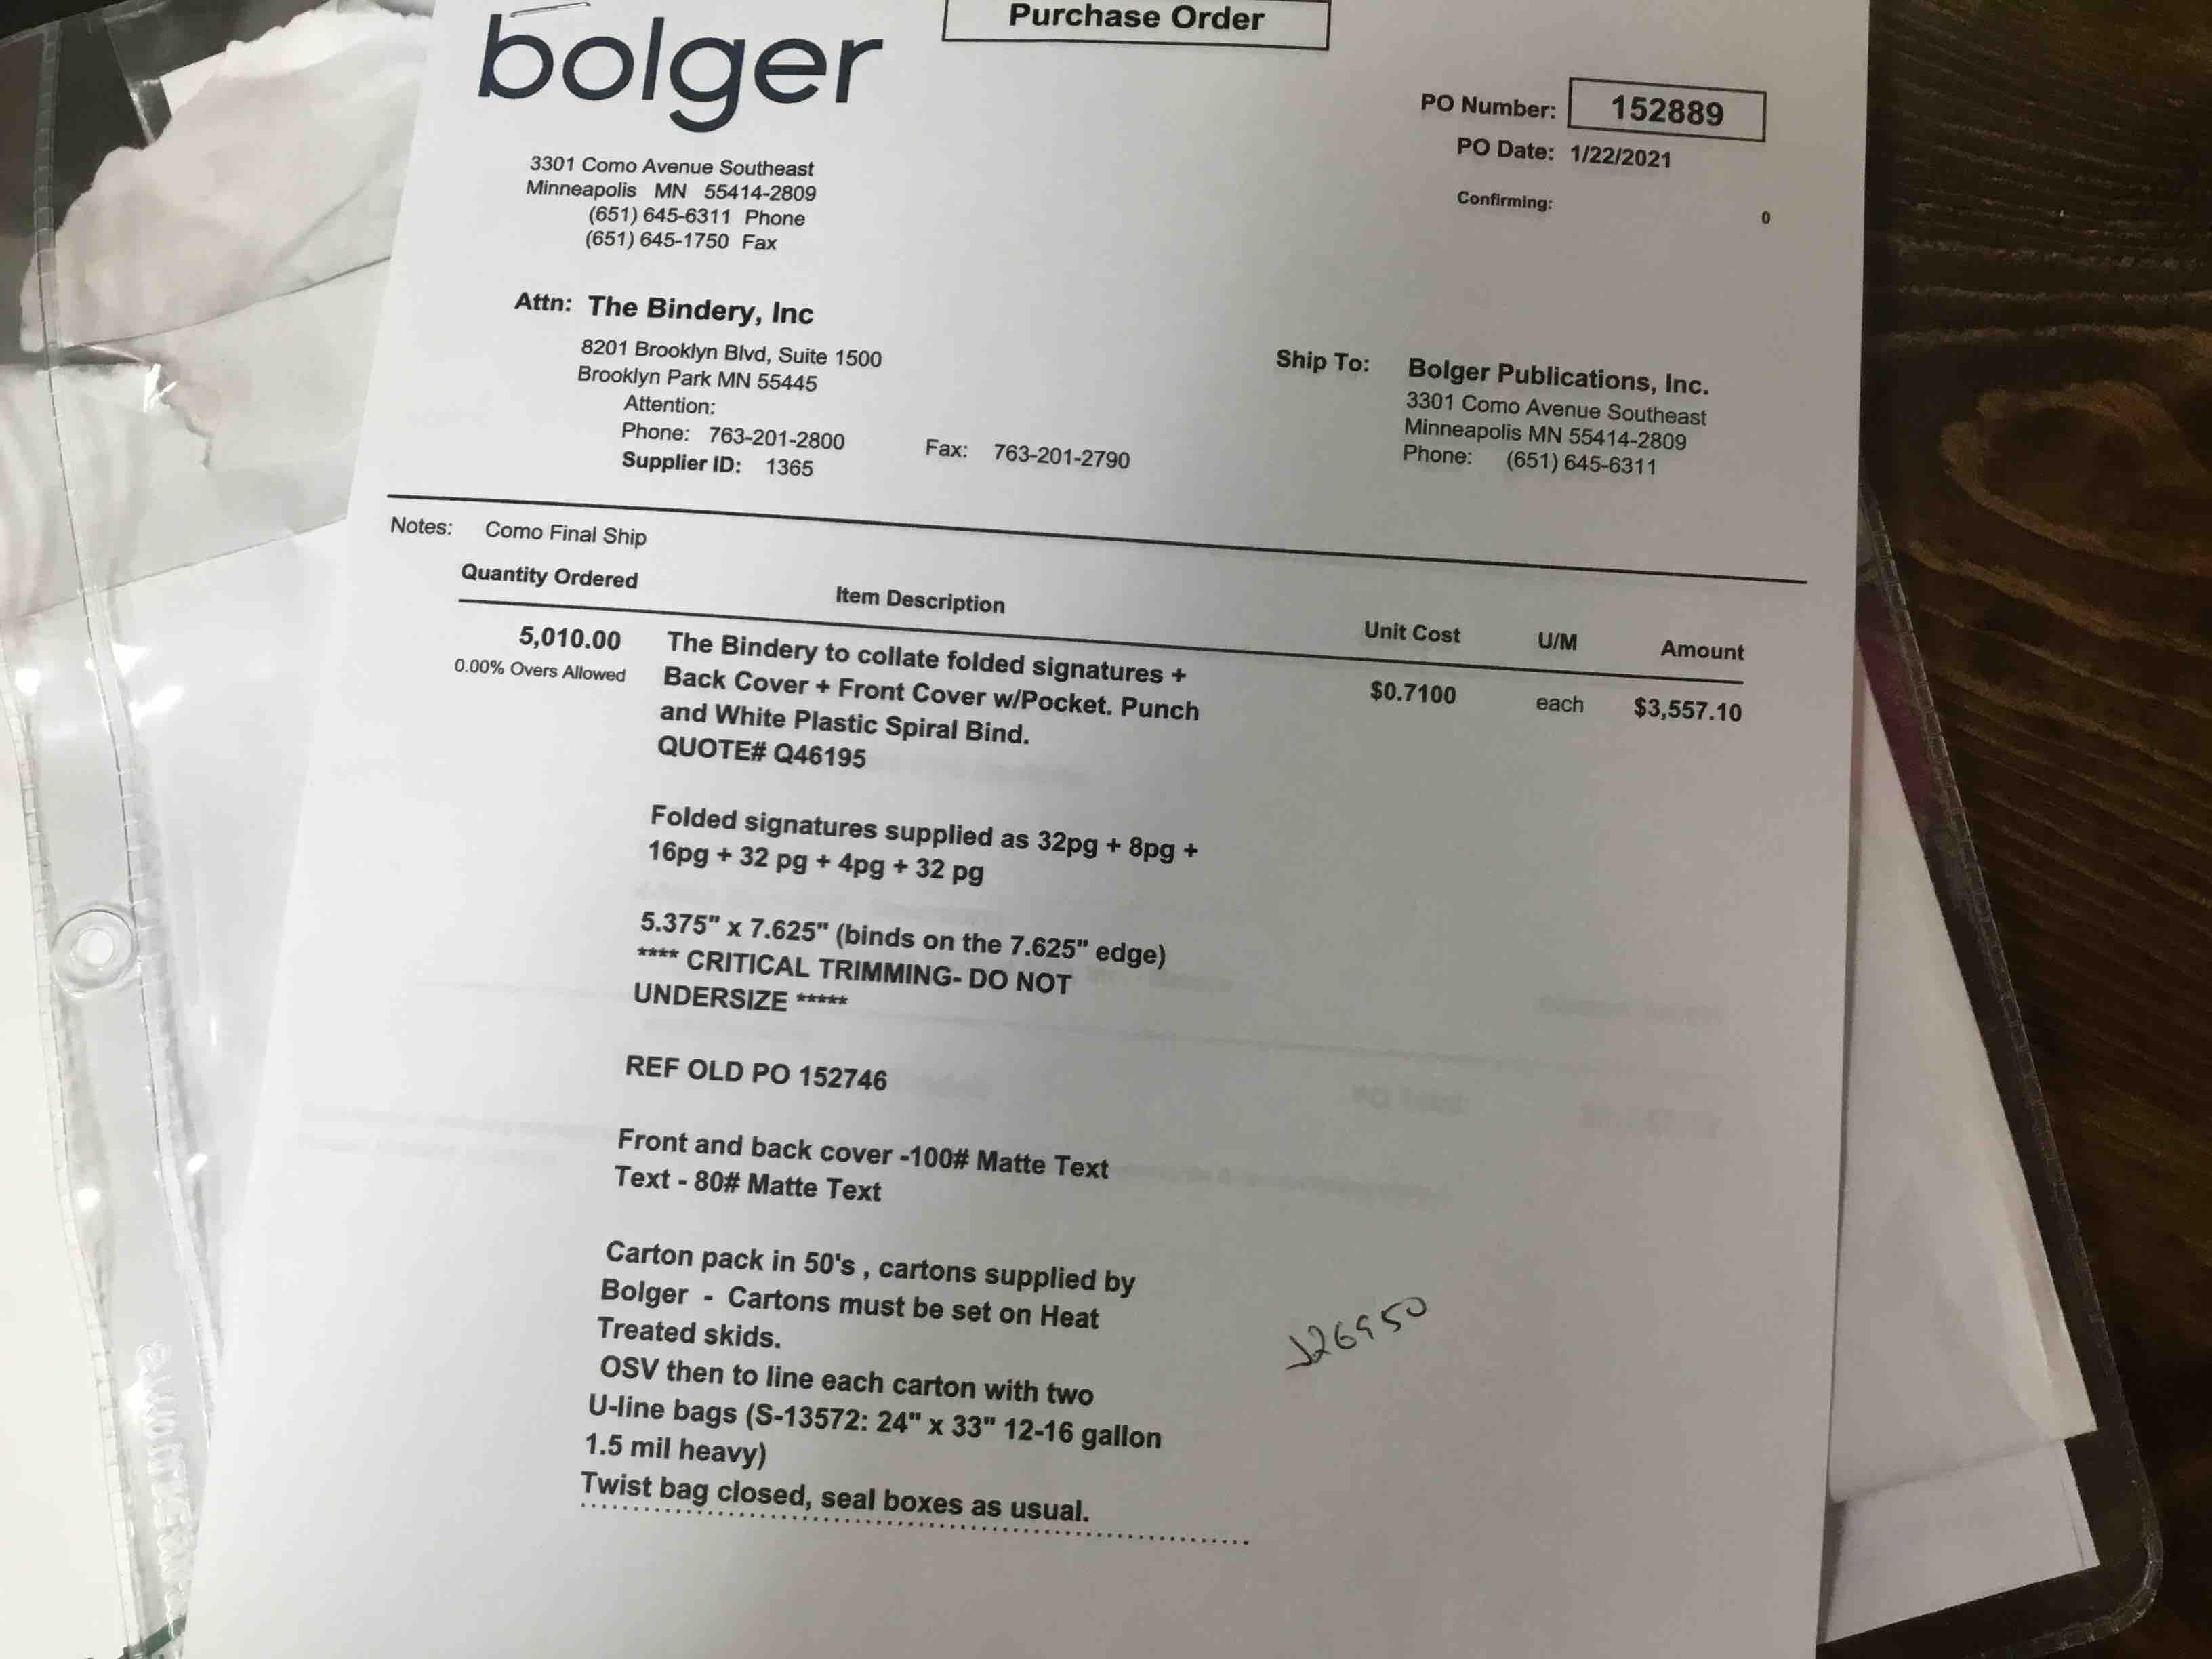 bolger
Purchase Order
PO Number: 152889
PO Date: 1/22/2021
Confirming: 0
3301 Como Avenue Southeast
Minneapolis MN 55414-2809
(651) 645-6311 Phone
(651) 645-1750 Fax
Attn: The Bindery, Inc
8201 Brooklyn Blvd, Suite 1500
Brooklyn Park MN 55445
Attention:
Phone: 763-201-2800 Fax: 763-201-2790
Supplier ID: 1365
Ship To: Bolger Publications, Inc.
3301 Como Avenue Southeast
Minneapolis MN 55414-2809
Phone: (651) 645-6311
Notes: Como Final Ship
Quantity Ordered Item Description Unit Cost U/M Amount
5,010.00 The Bindery to collate folded signatures + $0.7100 each $3,557.10
0.00% Overs Allowed Back Cover + Front Cover w/Pocket. Punch
and White Plastic Spiral Bind.
QUOTE# Q46195
Folded signatures supplied as 32pg + 8pg +
16pg + 32 pg + 4pg + 32 pg
5.375" x 7.625" (binds on the 7.625" edge)
**** CRITICAL TRIMMING- DO NOT
UNDERSIZE *****
REF OLD PO 152746
Front and back cover -100# Matte Text
Text - 80# Matte Text
Carton pack in 50's , cartons supplied by
Bolger - Cartons must be set on Heat
Treated skids.
OSV then to line each carton with two
U-line bags (S-13572: 24" x 33" 12-16 gallon
1.5 mil heavy)
Twist bag closed, seal boxes as usual.
J26950